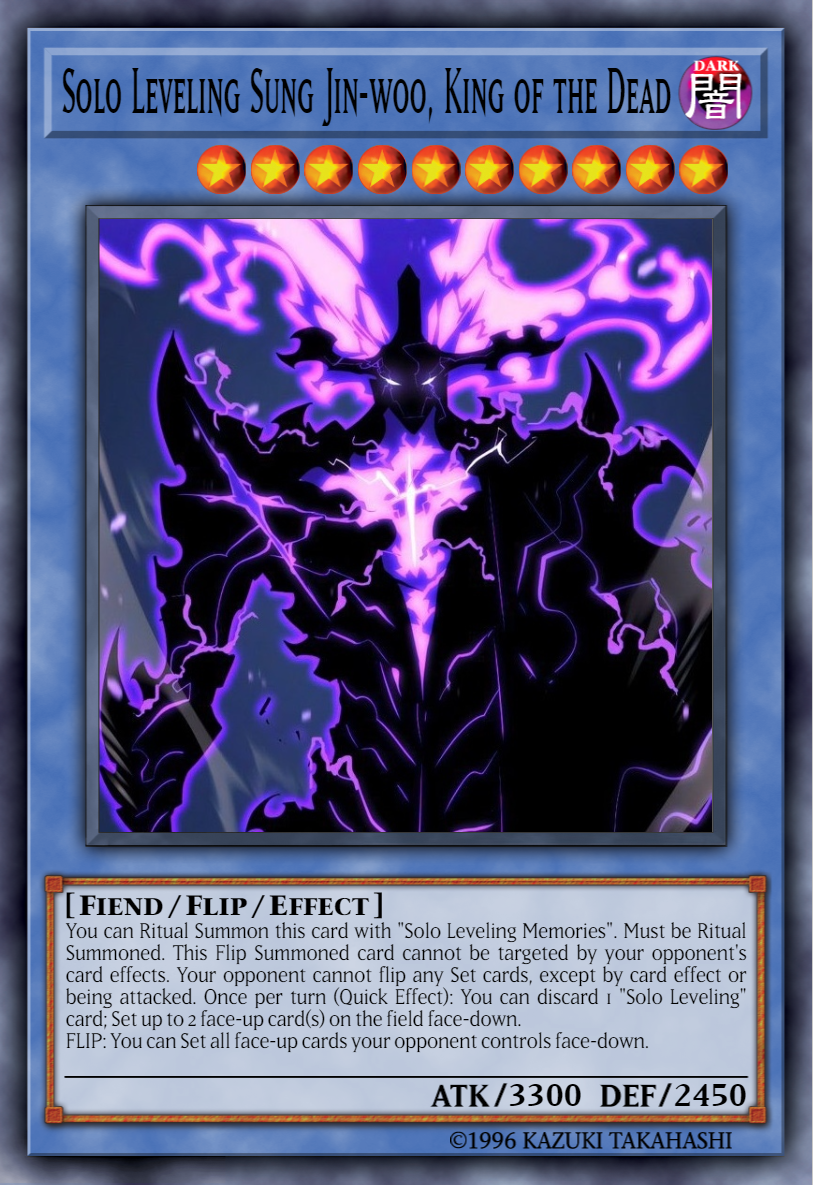 Solo Leveling Sung Jin-woo, King of the Dead
DARK
闇
[ Fiend / Flip / Effect ]
You can Ritual Summon this card with "Solo Leveling Memories". Must be Ritual
Summoned. This Flip Summoned card cannot be targeted by your opponent's
card effects. Your opponent cannot flip any Set cards, except by card effect or
being attacked. Once per turn (Quick Effect): You can discard 1 "Solo Leveling"
card; Set up to 2 face-up card(s) on the field face-down.
FLIP: You can Set all face-up cards your opponent controls face-down.
ATK/3300 DEF/2450
©1996 KAZUKI TAKAHASHI